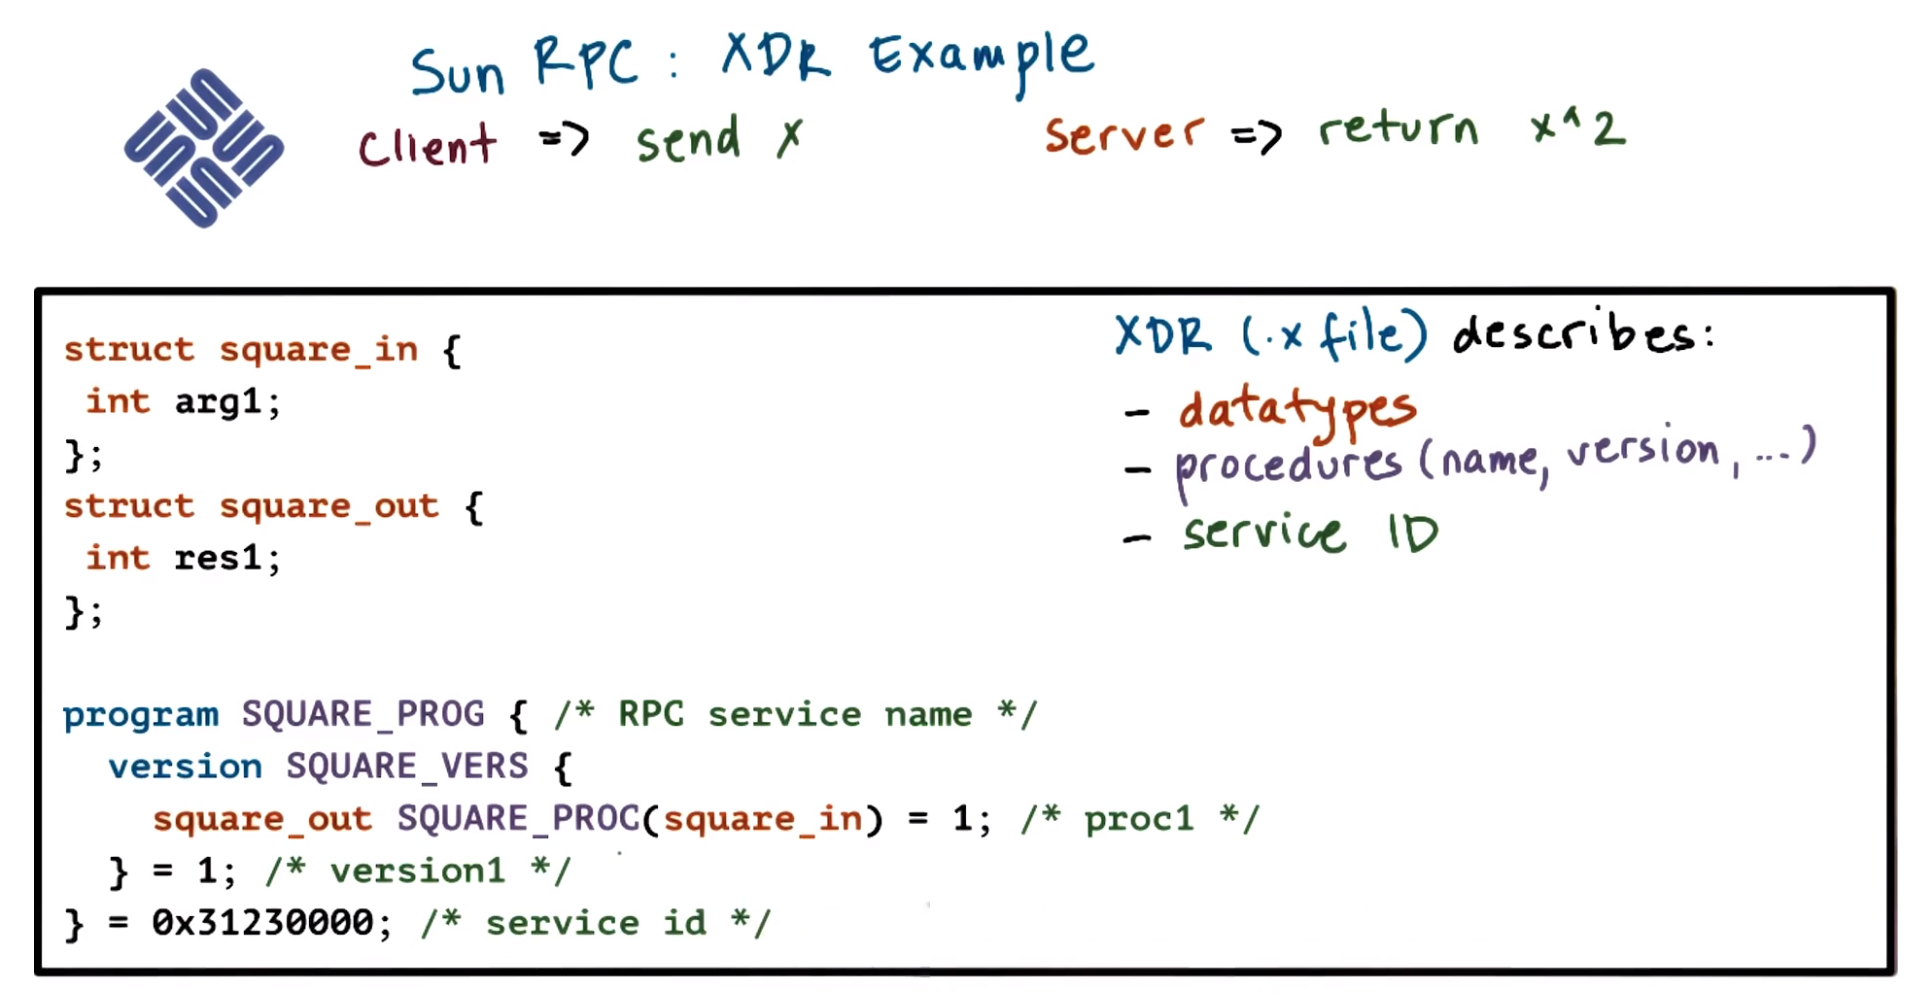 Sun RPC : XDR Example
client => send x
server => return x^2
struct square_in {
int arg1;
};
struct square_out {
int res1;
};
program SQUARE_PROG { /* RPC service name */
version SQUARE_VERS {
square_out SQUARE_PROC(square_in) = 1; /* proc1 */
} = 1; /* version1 */
} = 0x31230000; /* service id */
XDR (.x file) describes:
- datatypes
- procedures (name, version, ...)
- service ID